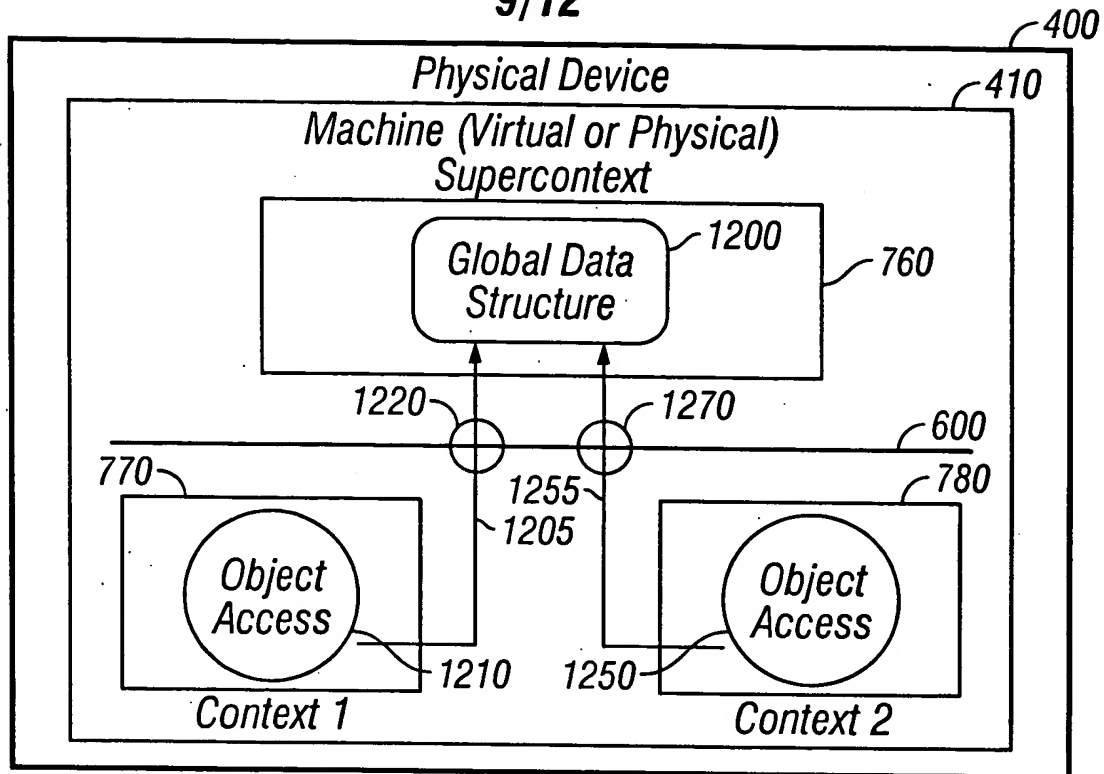 9/12
400
Physical Device
410
Machine (Virtual or Physical)
Supercontext
Global Data
Structure
1200
760
1220
1270
600
770
780
1255
1205
Object
Access
Object
Access
1210
1250
Context 1
Context 2